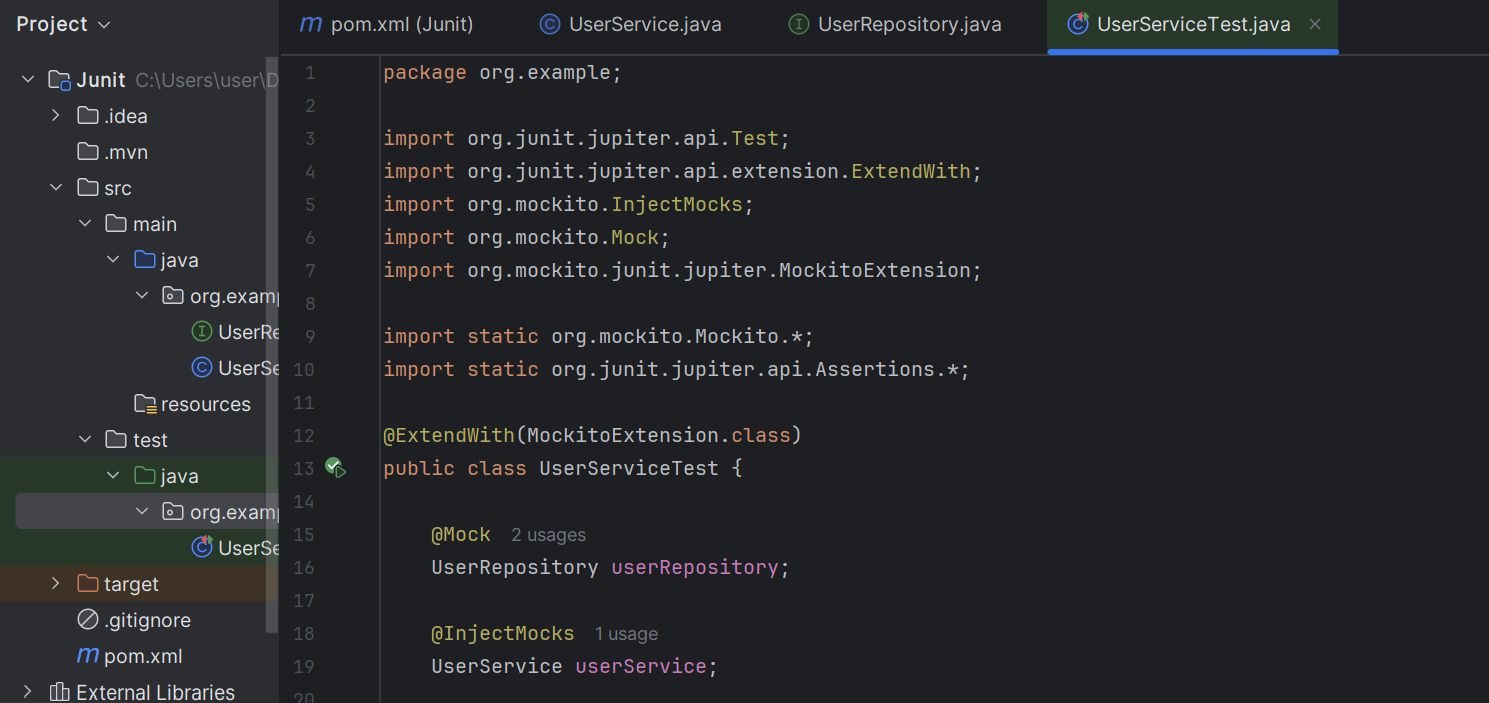 Project
Junit C:\Users\user\D
.idea
.mvn
src
main
java
org.examp
UserRe
UserSe
resources
test
java
org.examp
UserSe
target
.gitignore
pom.xml
External Libraries
pom.xml (Junit) UserService.java UserRepository.java UserServiceTest.java
1 package org.example;
2
3 import org.junit.jupiter.api.Test;
4 import org.junit.jupiter.api.extension.ExtendWith;
5 import org.mockito.InjectMocks;
6 import org.mockito.Mock;
7 import org.mockito.junit.jupiter.MockitoExtension;
8
9 import static org.mockito.Mockito.*;
10 import static org.junit.jupiter.api.Assertions.*;
11
12 @ExtendWith(MockitoExtension.class)
13 public class UserServiceTest {
14
15 @Mock 2 usages
16 UserRepository userRepository;
17
18 @InjectMocks 1 usage
19 UserService userService;
20